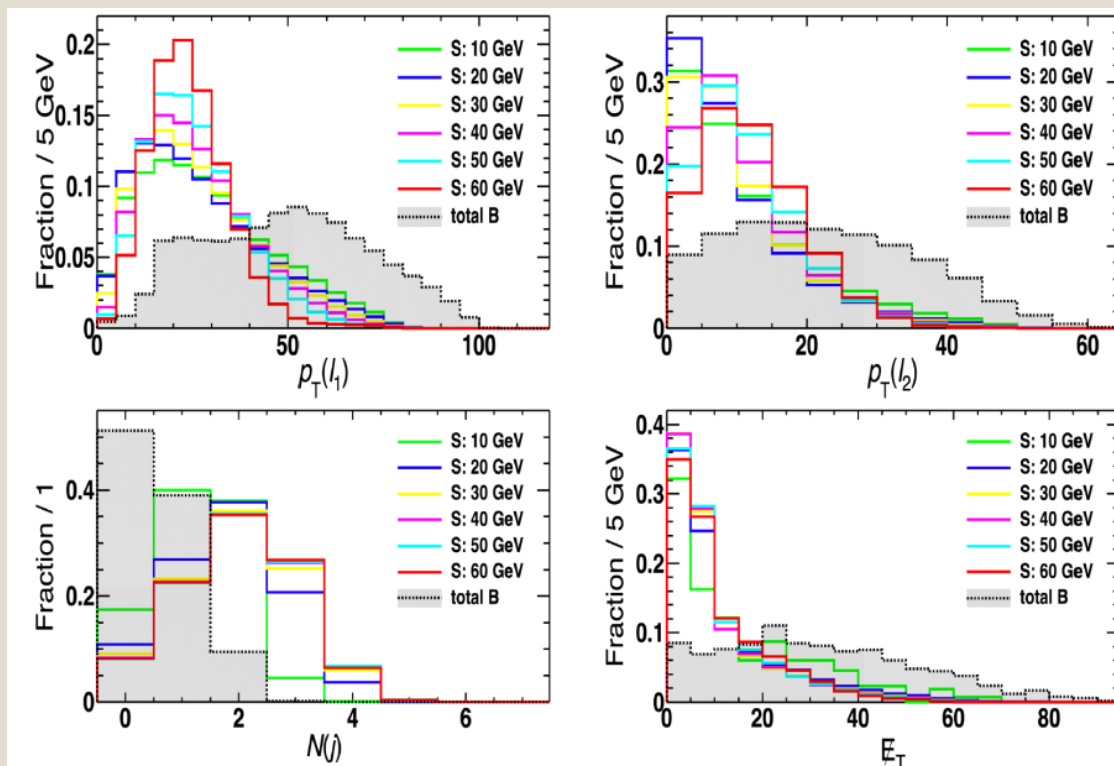 Fraction / 5 GeV
0.2
0.15
0.1
0.05
0
0
50
100
p_T(l_1)
S: 10 GeV
S: 20 GeV
S: 30 GeV
S: 40 GeV
S: 50 GeV
S: 60 GeV
total B
Fraction / 5 GeV
0.3
0.2
0.1
0
0
20
40
60
p_T(l_2)
S: 10 GeV
S: 20 GeV
S: 30 GeV
S: 40 GeV
S: 50 GeV
S: 60 GeV
total B
Fraction / 1
0.4
0.2
0
0
2
4
6
N(j)
S: 10 GeV
S: 20 GeV
S: 30 GeV
S: 40 GeV
S: 50 GeV
S: 60 GeV
total B
Fraction / 5 GeV
0.4
0.3
0.2
0.1
0
0
20
40
60
80
E̸_T
S: 10 GeV
S: 20 GeV
S: 30 GeV
S: 40 GeV
S: 50 GeV
S: 60 GeV
total B